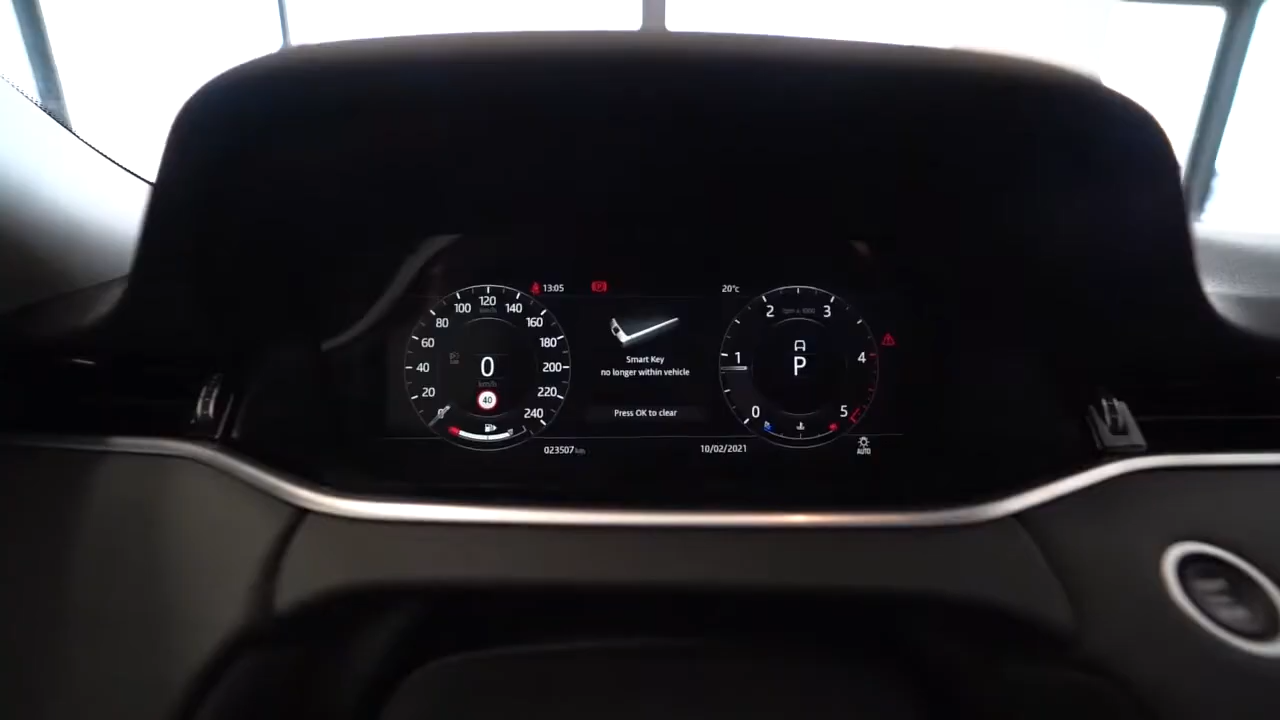 13:05
20°c
120
100
140
80
160
60
180
40
0
200
km/h
20
40
220
240
023507 km
Smart Key
no longer within vehicle
Press OK to clear
2
3
1
P
4
0
5
10/02/2021
AUTO